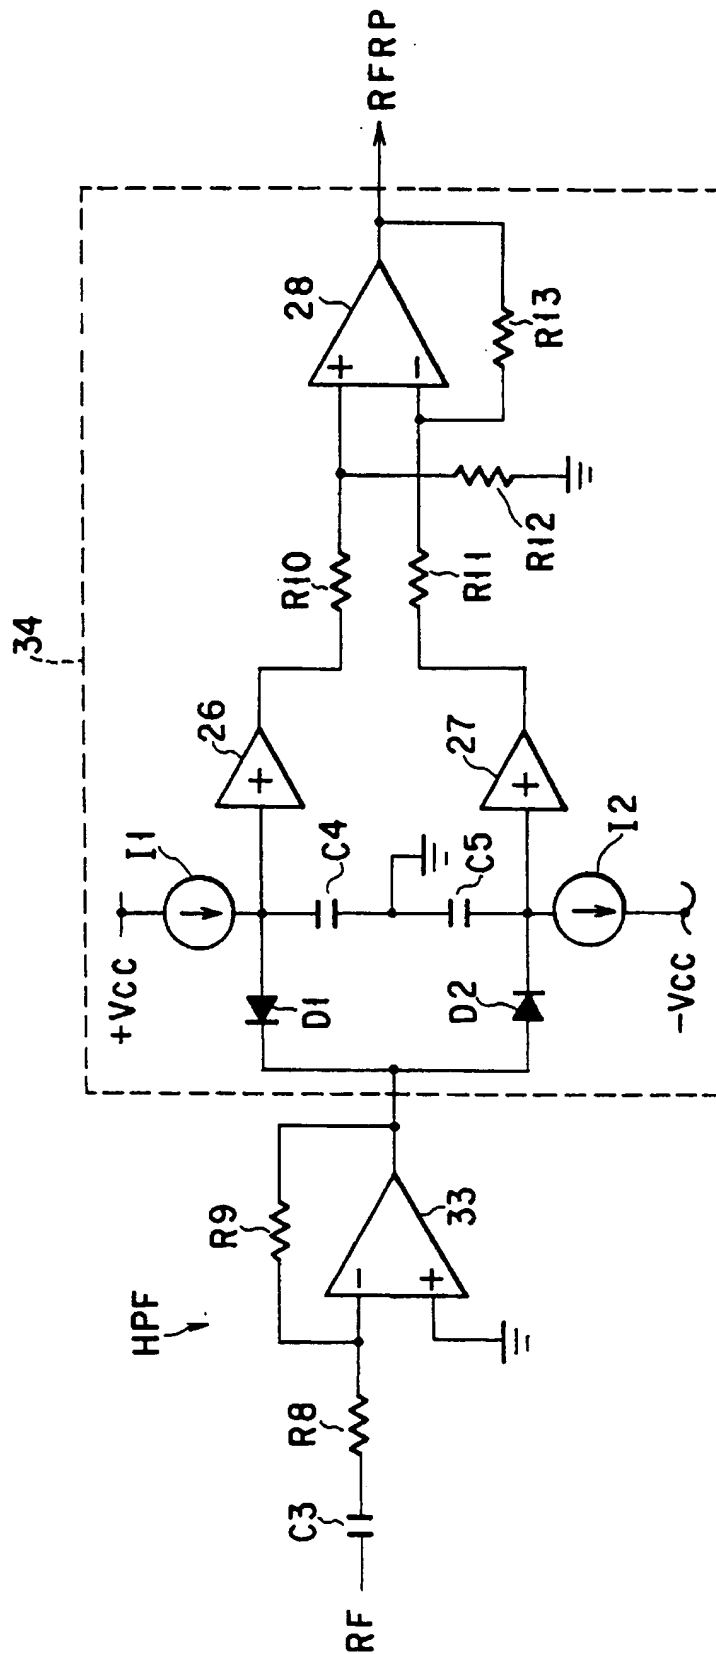 34
HPF
R9
RF
C3
R8
−
+
33
+VCC
I1
D1
D2
C4
C5
I2
−VCC
26
+
27
+
R10
R11
R12
28
+
−
R13
RFRP